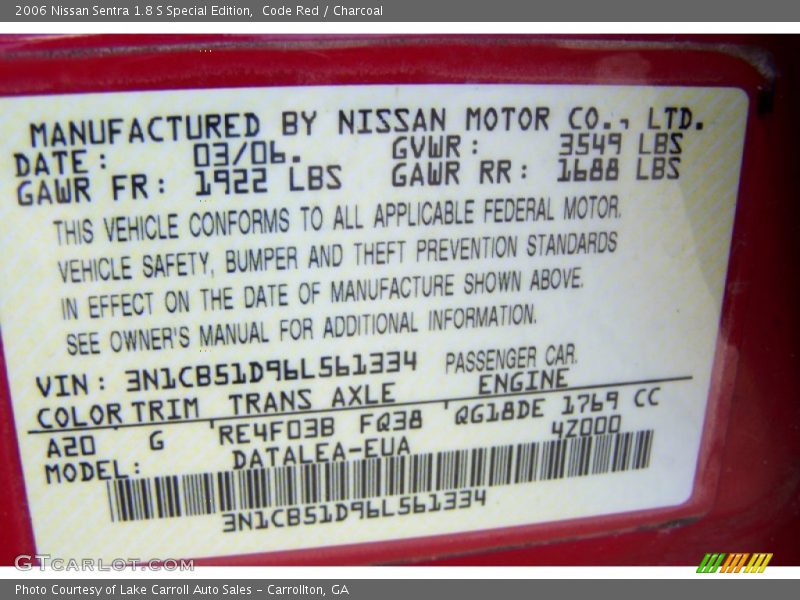 2006 Nissan Sentra 1.8 S Special Edition,  Code Red / Charcoal
MANUFACTURED BY NISSAN MOTOR CO., LTD.
DATE: 03/06. GVWR: 3549 LBS
GAWR FR: 1922 LBS GAWR RR: 1688 LBS
THIS VEHICLE CONFORMS TO ALL APPLICABLE FEDERAL MOTOR.
VEHICLE SAFETY, BUMPER AND THEFT PREVENTION STANDARDS
IN EFFECT ON THE DATE OF MANUFACTURE SHOWN ABOVE.
SEE OWNER'S MANUAL FOR ADDITIONAL INFORMATION.
VIN: 3N1CB51D96L561334 PASSENGER CAR.
COLOR TRIM TRANS AXLE ENGINE
A20 G RE4F03B FQ38 QG18DE 1769 CC
MODEL: DATALEA-EUA 4Z000
3N1CB51D96L561334
GTCARLOT.COM
Photo Courtesy of Lake Carroll Auto Sales - Carrollton, GA